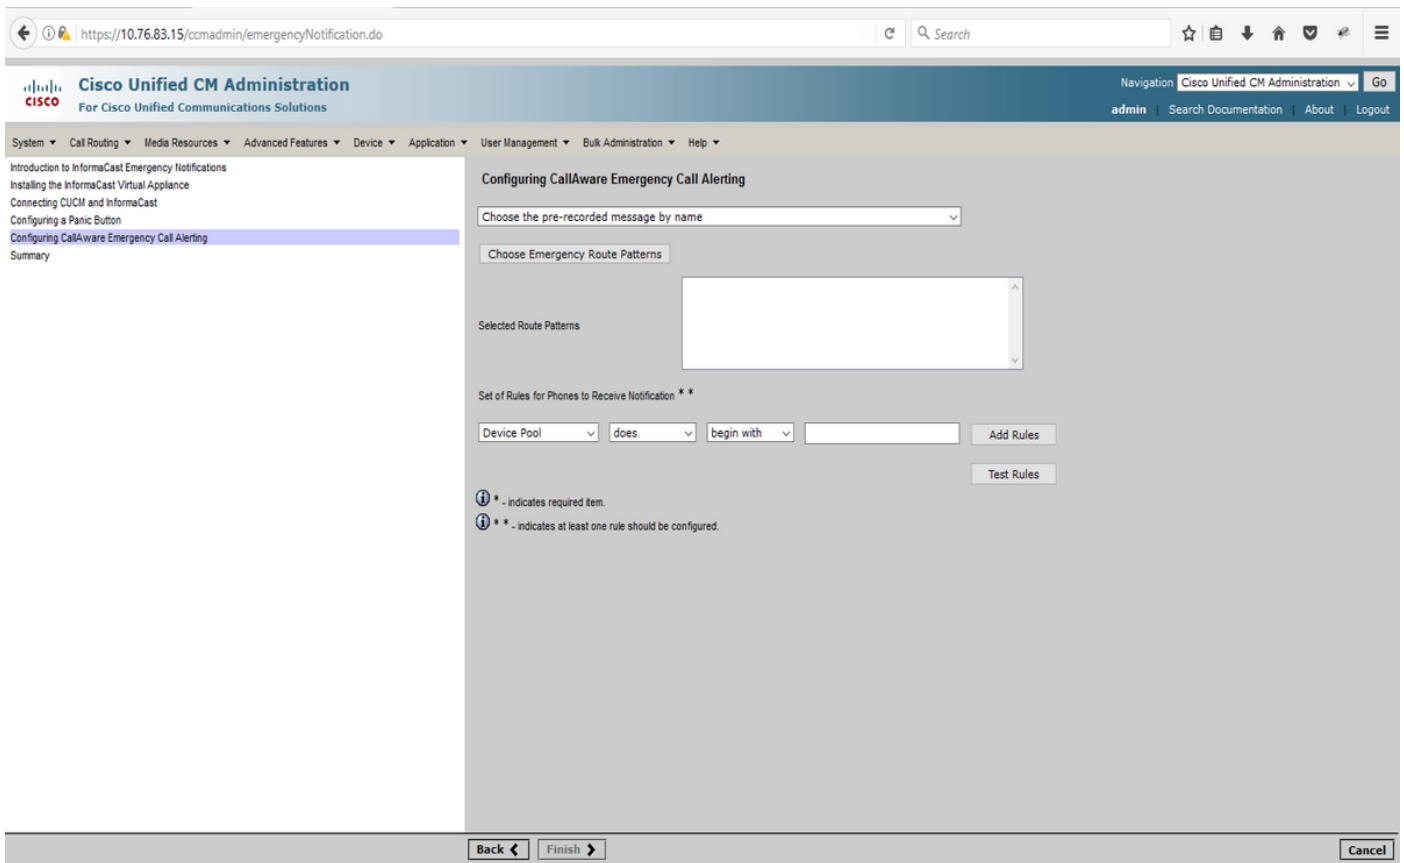 https://10.76.83.15/ccmadmin/emergencyNotification.do
Search
CISCO
Cisco Unified CM Administration
For Cisco Unified Communications Solutions
Navigation Cisco Unified CM Administration Go
admin | Search Documentation | About | Logout
System Call Routing Media Resources Advanced Features Device Application User Management Bulk Administration Help
Introduction to InformaCast Emergency Notifications
Installing the InformaCast Virtual Appliance
Connecting CUCM and InformaCast
Configuring a Panic Button
Configuring CallAware Emergency Call Alerting
Summary
Configuring CallAware Emergency Call Alerting
Choose the pre-recorded message by name
Choose Emergency Route Patterns
Selected Route Patterns
Set of Rules for Phones to Receive Notification * *
Device Pool does begin with Add Rules
Test Rules
* - indicates required item.
* * - indicates at least one rule should be configured.
Back Finish Cancel